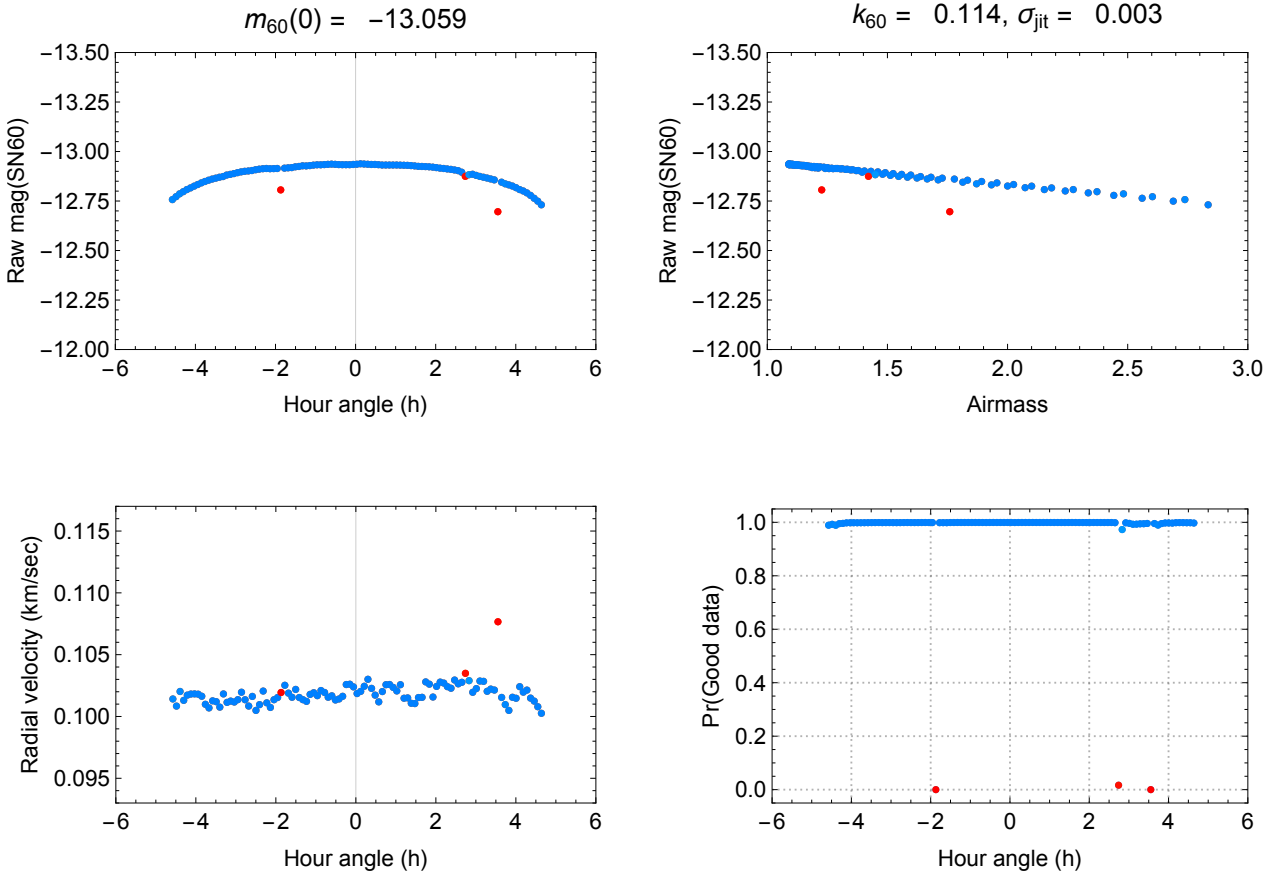 m₆₀(0) = −13.059
Raw mag(SN60)
−13.50
−13.25
−13.00
−12.75
−12.50
−12.25
−12.00
−6 −4 −2 0 2 4 6
Hour angle (h)
k₆₀ = 0.114, σjit = 0.003
Raw mag(SN60)
−13.50
−13.25
−13.00
−12.75
−12.50
−12.25
−12.00
1.0 1.5 2.0 2.5 3.0
Airmass
Radial velocity (km/sec)
0.115
0.110
0.105
0.100
0.095
−6 −4 −2 0 2 4 6
Hour angle (h)
Pr(Good data)
1.0
0.8
0.6
0.4
0.2
0.0
−6 −4 −2 0 2 4 6
Hour angle (h)